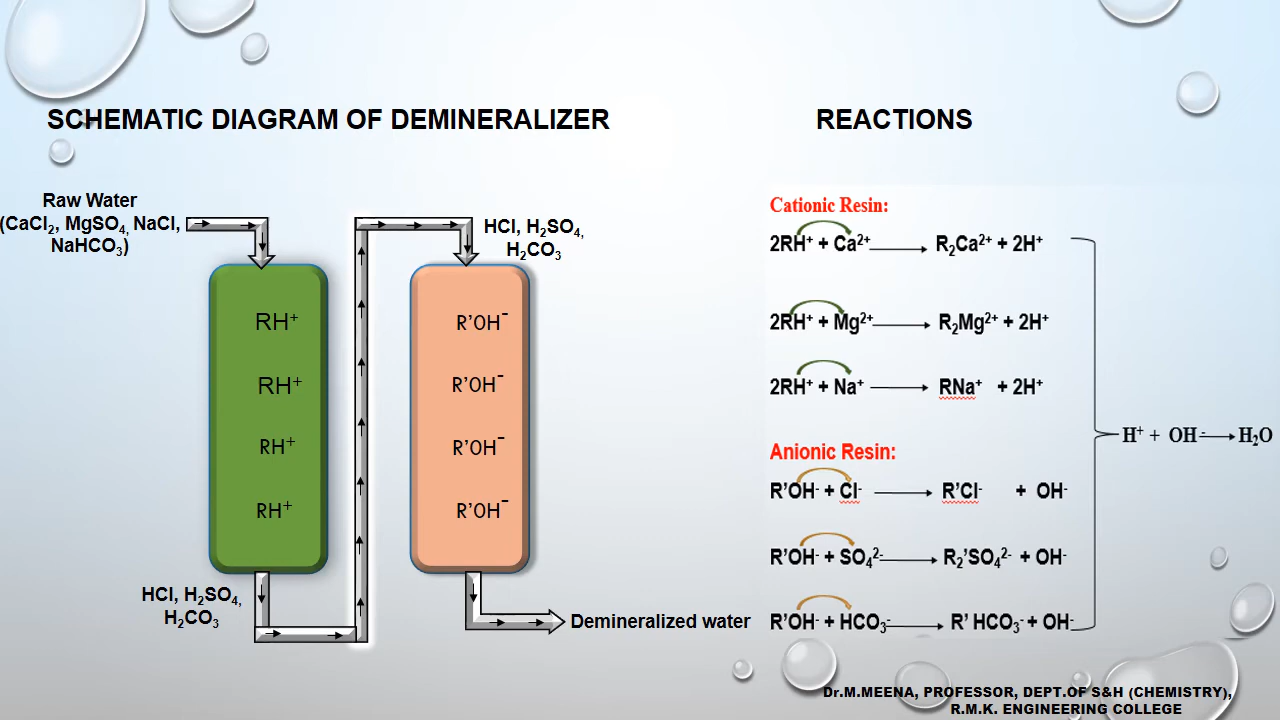 SCHEMATIC DIAGRAM OF DEMINERALIZER
REACTIONS
Raw Water
(CaCl₂, MgSO₄, NaCl,
NaHCO₃)
HCl, H₂SO₄,
H₂CO₃
RH⁺
RH⁺
RH⁺
RH⁺
R’OH⁻
R’OH⁻
R’OH⁻
R’OH⁻
HCl, H₂SO₄,
H₂CO₃
Demineralized water
Cationic Resin:
2RH⁺ + Ca²⁺ ⟶ R₂Ca²⁺ + 2H⁺
2RH⁺ + Mg²⁺ ⟶ R₂Mg²⁺ + 2H⁺
2RH⁺ + Na⁺ ⟶ RNa⁺ + 2H⁺
Anionic Resin:
R’OH⁻ + Cl⁻ ⟶ R’Cl⁻ + OH⁻
R’OH⁻ + SO₄²⁻ ⟶ R₂’SO₄²⁻ + OH⁻
R’OH⁻ + HCO₃⁻ ⟶ R’ HCO₃⁻ + OH⁻
H⁺ + OH⁻ ⟶ H₂O
Dr.M.MEENA, PROFESSOR, DEPT.OF S&H (CHEMISTRY),
R.M.K. ENGINEERING COLLEGE